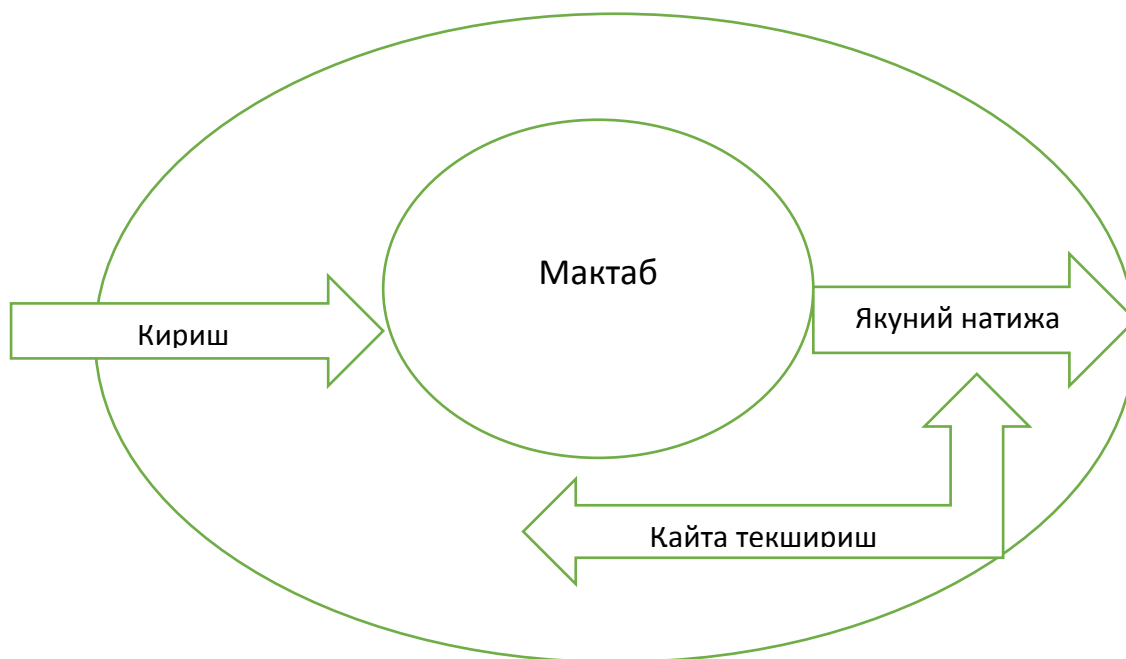 Мактаб
Якуний натижа
Кириш
Кайта текшириш